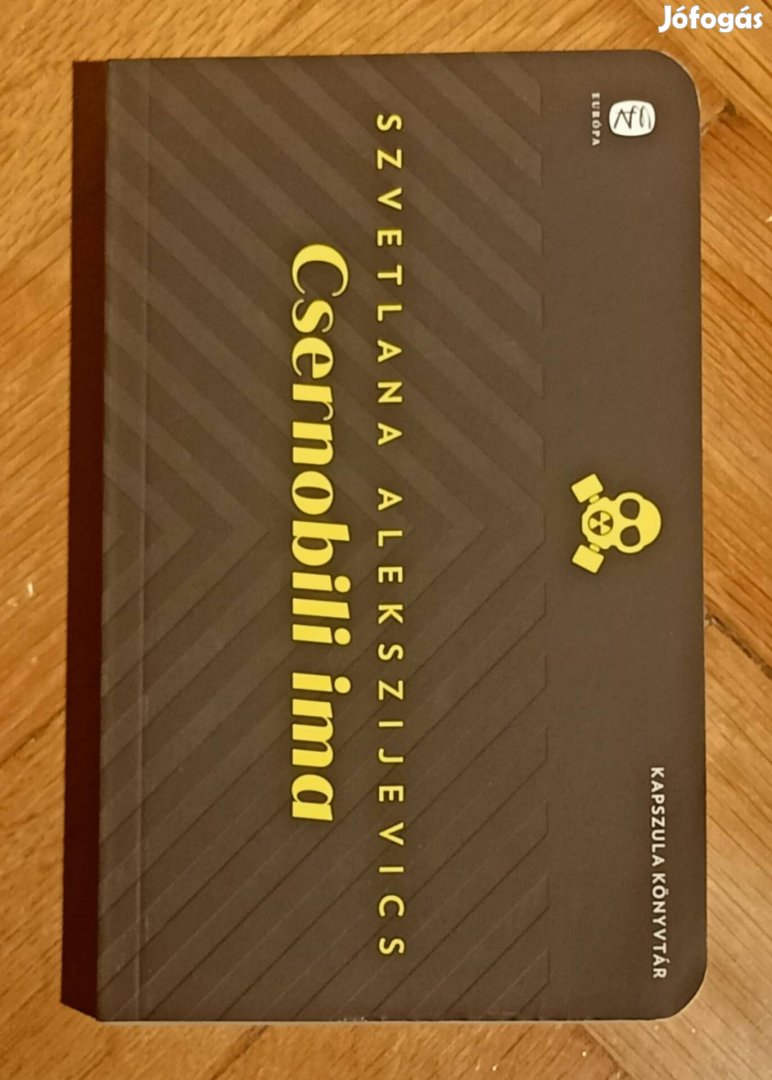 Jófogás
EURÓPA
KAPSZULA KÖNYVTÁR
SZVETLANA ALEKSZIJEVICS
Csernobili ima